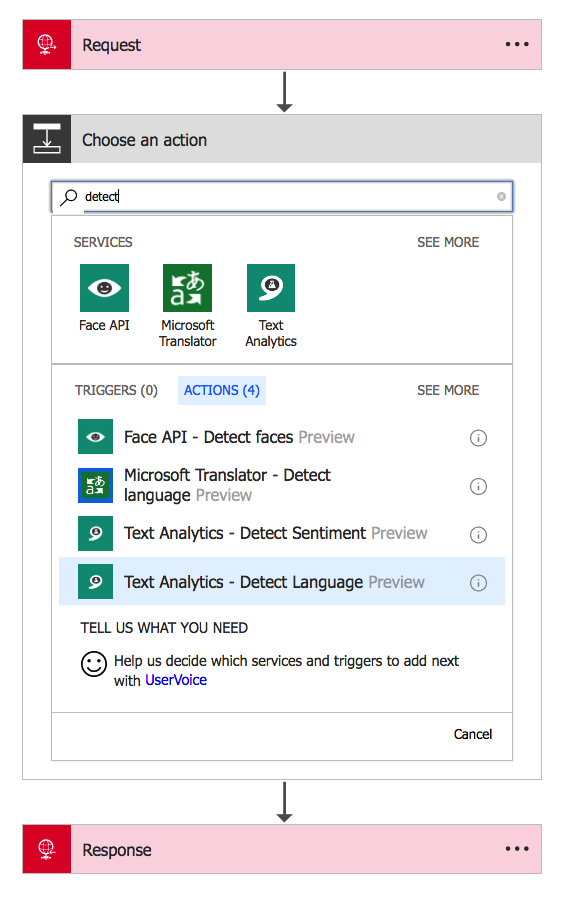 Request
Choose an action
detect
SERVICES SEE MORE
Face API Microsoft Text
Translator Analytics
TRIGGERS (0) ACTIONS (4) SEE MORE
Face API - Detect faces Preview
Microsoft Translator - Detect
language Preview
Text Analytics - Detect Sentiment Preview
Text Analytics - Detect Language Preview
TELL US WHAT YOU NEED
Help us decide which services and triggers to add next
with UserVoice
Cancel
Response